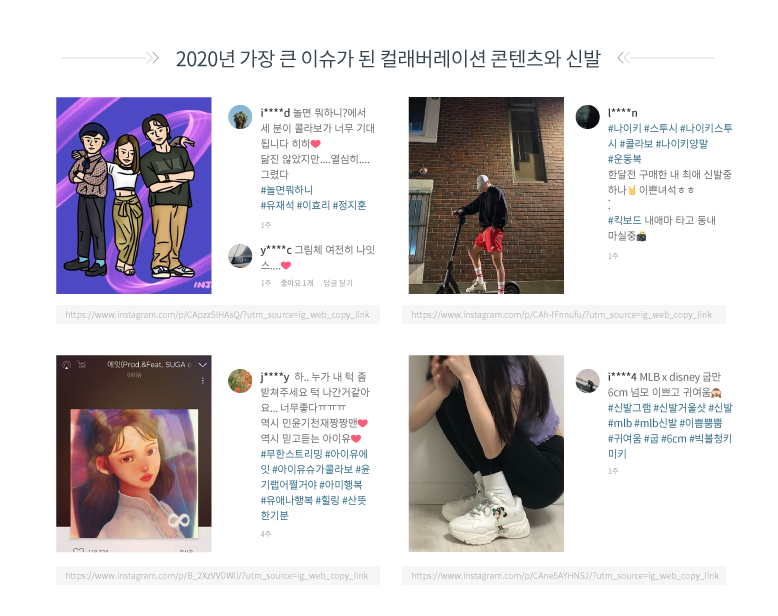 2020년 가장 큰 이슈가 된 컬래버레이션 콘텐츠와 신발
i****d 놀면 뭐하니?에서
세 분이 콜라보가 너무 기대
됩니다 히히❤
닮진 않았지만....열심히....
그렸다
#놀면뭐하니
#유재석 #이효리 #정지훈
1주
y****c 그림체 여전히 나잇
스....❤
1주 좋아요 1개 답글 달기
https://www.instagram.com/p/CApzzSlHAsQ/?utm_source=ig_web_copy_link
l****n
#나이키 #스투시 #나이키스투
시 #콜라보 #나이키양말
#운동복
한달전 구매한 내 최애 신발중
하나🤘이쁜녀석ㅎㅎ
:
#킥보드 내애마 타고 동내
마실중📷
1주
https://www.instagram.com/p/CAh-fFnnufu/?utm_source=ig_web_copy_link
에잇(Prod.&Feat. SUGA o
아이유
j****y 하.. 누가 내 턱 좀
받쳐주세요 턱 나간거같아
요... 너무좋다ㅠㅠㅠ
역시 민윤기천재짱짱맨❤
역시 믿고듣는 아이유❤
#무한스트리밍 #아이유에
잇 #아이유슈가콜라보 #윤
기랩어쩔거야 #아미행복
#유애나행복 #힐링 #산뜻
한기분
4주
https://www.instagram.com/p/B_2XzVVDWlI/?utm_source=ig_web_copy_link
i****4 MLB x disney 굽만
6cm 넘모 이쁘고 귀여움🙈
#신발그램 #신발거울샷 #신발
#mlb #mlb신발 #이쁨뿜뿜
#귀여움 #굽 #6cm #빅볼청키
미키
1주
https://www.instagram.com/p/CAneSAYHNSJ/?utm_source=ig_web_copy_link